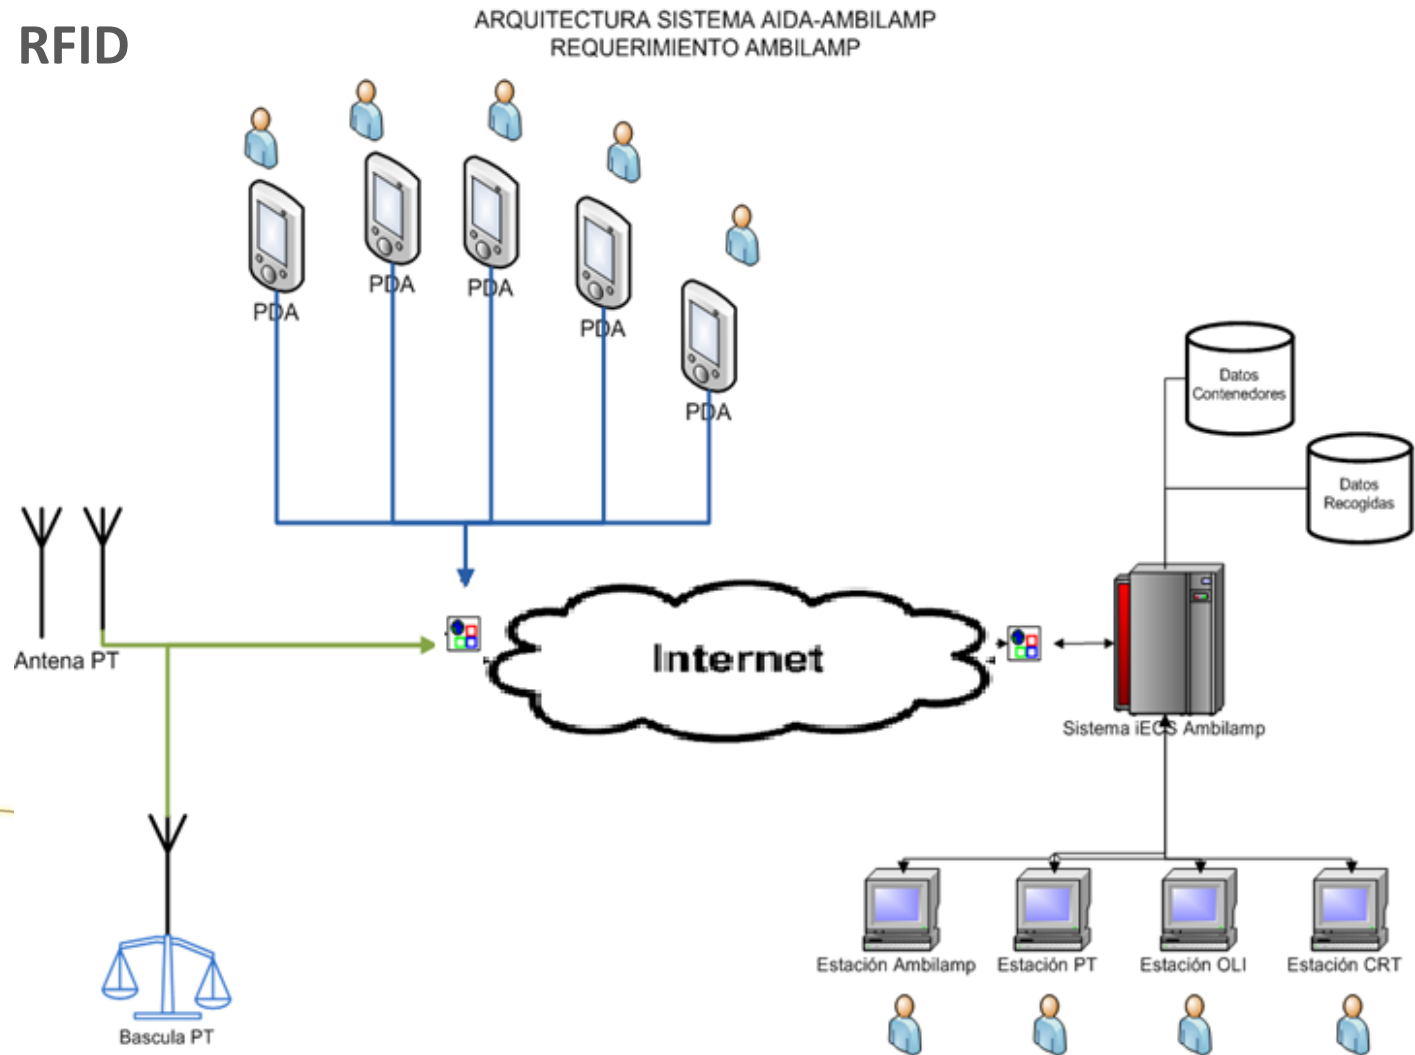 ARQUITECTURA SISTEMA AIDA-AMBILAMP
REQUERIMIENTO AMBILAMP
RFID
PDA
PDA
PDA
PDA
PDA
Datos
Contenedores
Datos
Recogidas
Antena PT
Internet
Sistema iECS Ambilamp
Estación Ambilamp
Estación PT
Estación OLI
Estación CRT
Bascula PT